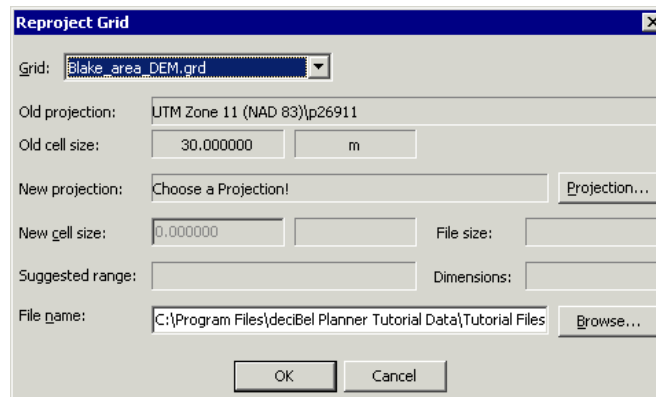 Reproject Grid
Grid: Blake_area_DEM.grd
Old projection: UTM Zone 11 (NAD 83)\p26911
Old cell size: 30.000000 m
New projection: Choose a Projection! Projection...
New cell size: 0.000000 File size:
Suggested range: Dimensions:
File name: C:\Program Files\deciBel Planner Tutorial Data\Tutorial Files Browse...
OK Cancel